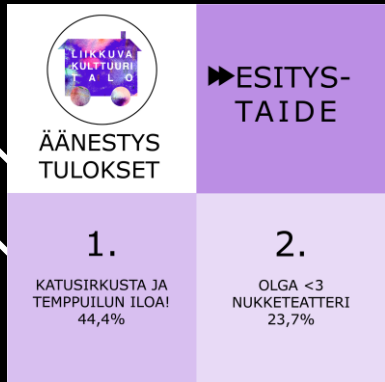 LIIKKUVA
KULTTUURI
TALO
ÄÄNESTYS
TULOKSET
ESITYS-
TAIDE
1.
KATUSIRKUSTA JA
TEMPPUILUN ILOA!
44,4%
2.
OLGA <3
NUKKETEATTERI
23,7%